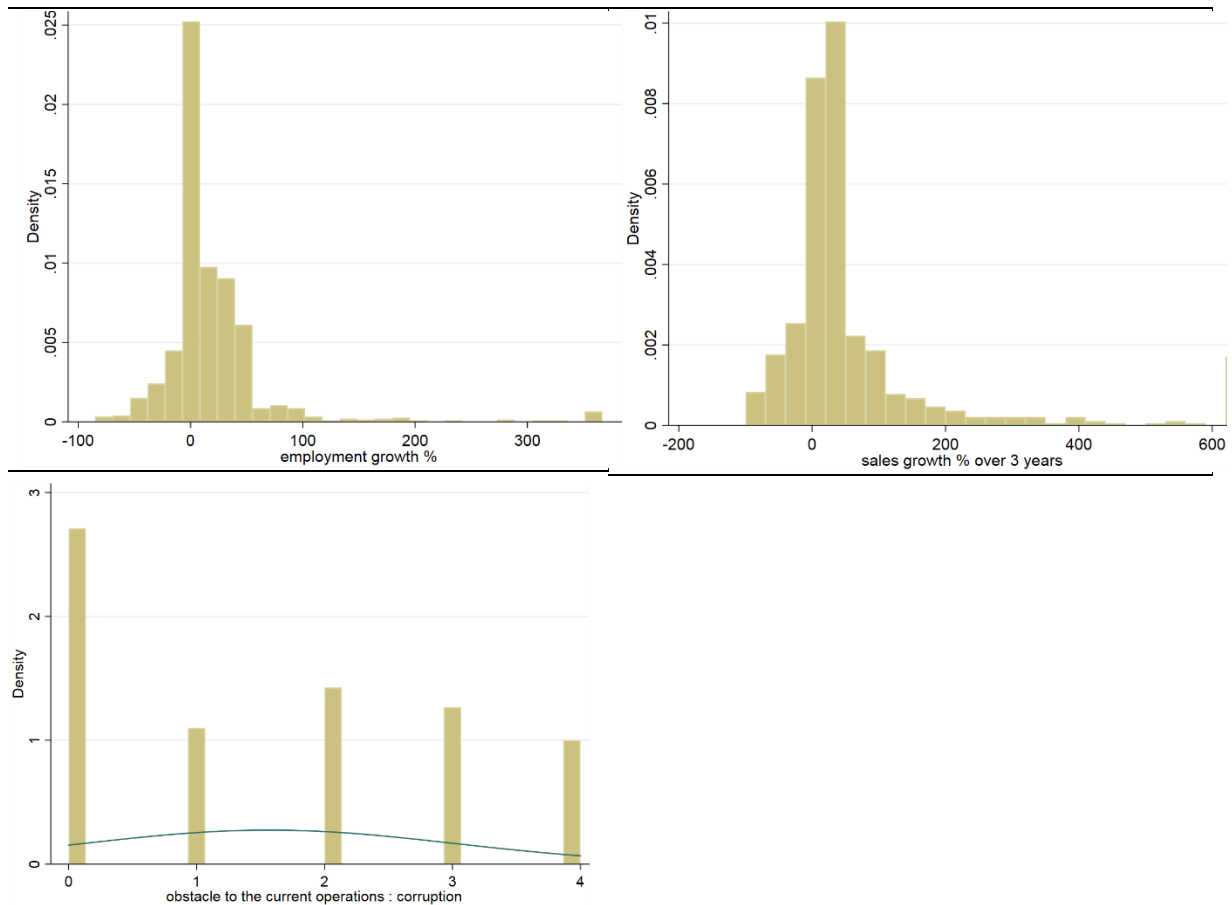 Density
.025
.02
.015
.01
.005
0
-100 0 100 200 300
employment growth %
Density
.01
.008
.006
.004
.002
0
-200 0 200 400 600
sales growth % over 3 years
Density
3
2
1
0
0 1 2 3 4
obstacle to the current operations : corruption